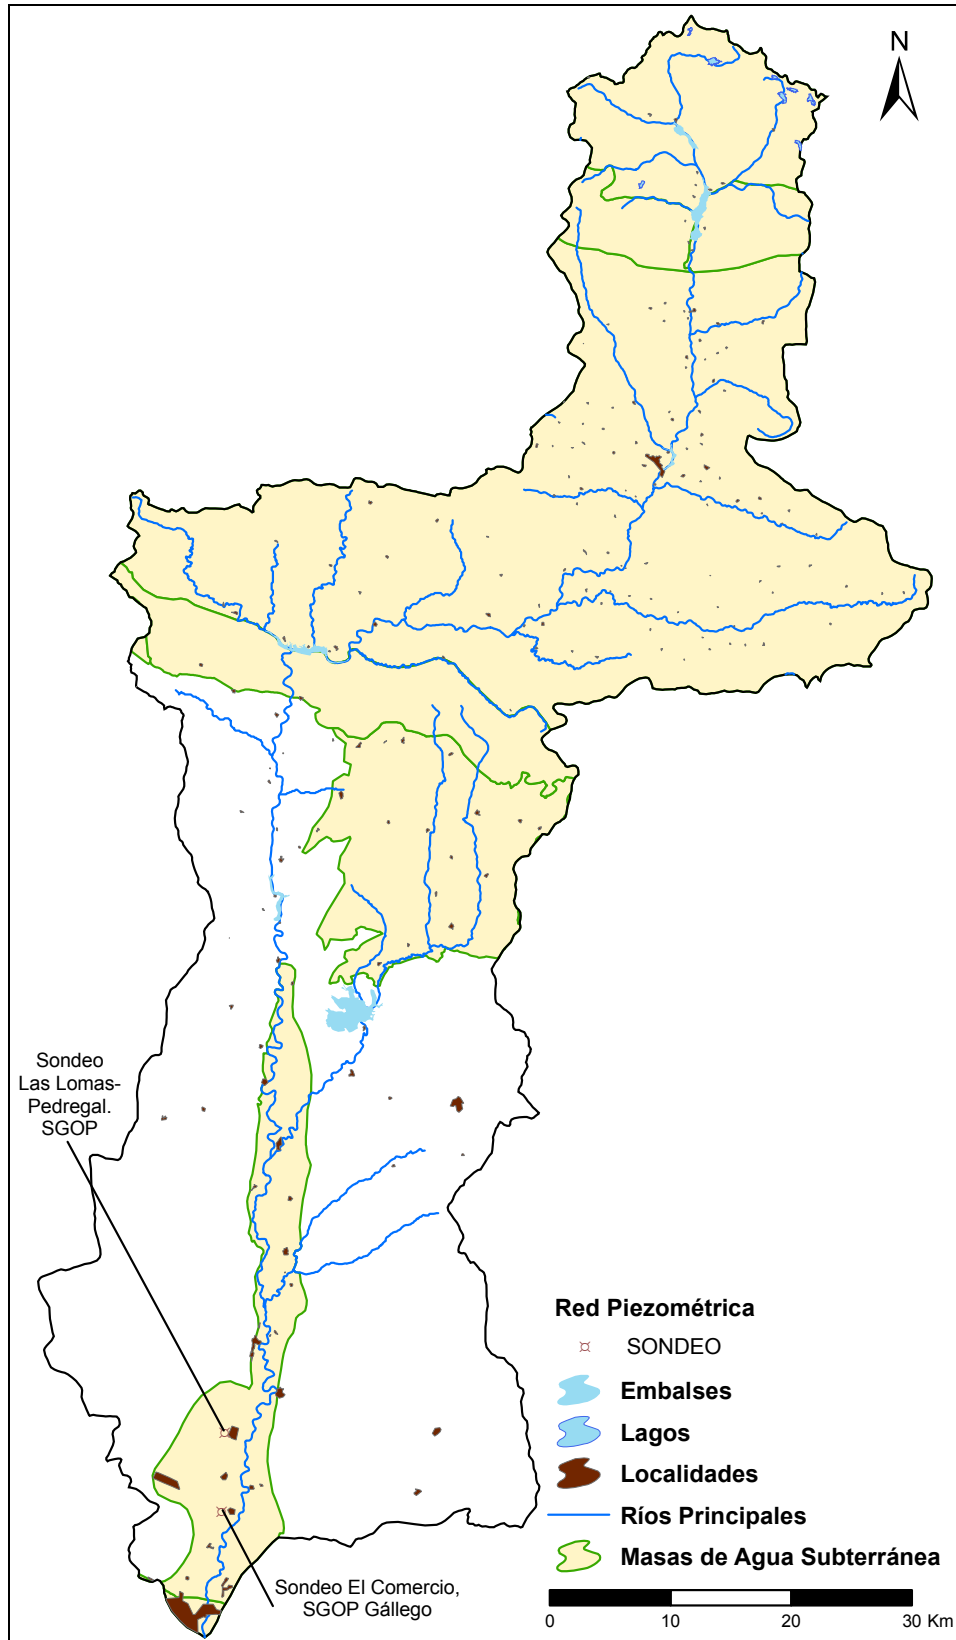 N
Sondeo
Las Lomas-
Pedregal.
SGOP
Red Piezométrica
SONDEO
Embalses
Lagos
Localidades
Ríos Principales
Masas de Agua Subterránea
Sondeo El Comercio,
SGOP Gállego
0 10 20 30 Km